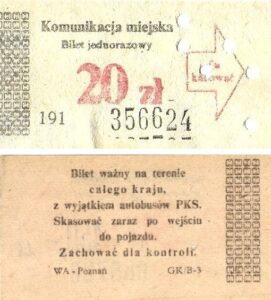 Komunikacja miejska
Bilet jednorazowy
20 zł
tu
kasować
191
356624
Bilet ważny na terenie
całego kraju,
z wyjątkiem autobusów PKS.
Skasować zaraz po wejściu
do pojazdu.
Zachować dla kontroli.
WA - Poznań GK/B-3